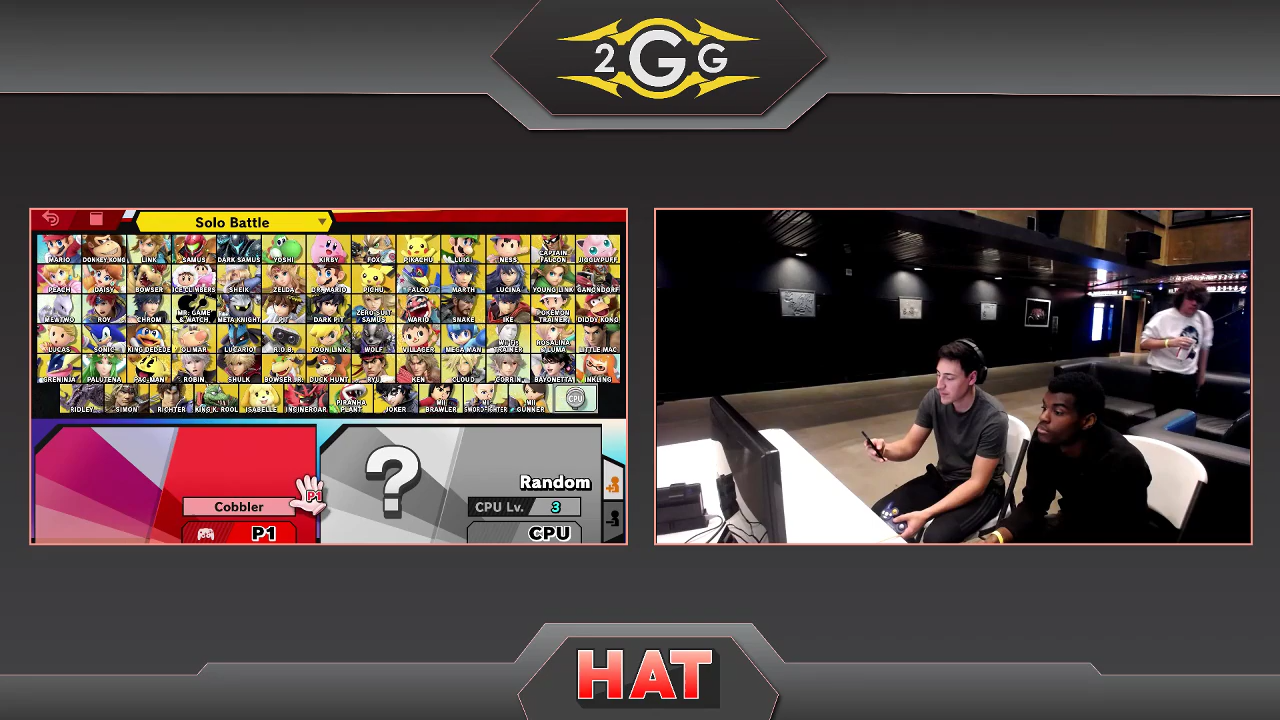 2GG
Solo Battle
MARIO DONKEY KONG LINK SAMUS DARK SAMUS YOSHI KIRBY FOX PIKACHU LUIGI NESS CAPTAIN FALCON JIGGLYPUFF
PEACH DAISY BOWSER ICE CLIMBERS SHEIK ZELDA DR. MARIO PICHU FALCO MARTH LUCINA YOUNG LINK GANONDORF
MEWTWO ROY CHROM MR. GAME & WATCH META KNIGHT PIT DARK PIT ZERO SUIT SAMUS WARIO SNAKE IKE POKÉMON TRAINER DIDDY KONG
LUCAS SONIC KING DEDEDE OLIMAR LUCARIO R.O.B. TOON LINK WOLF VILLAGER MEGA MAN WII FIT TRAINER ROSALINA & LUMA LITTLE MAC
GRENINJA PALUTENA PAC-MAN ROBIN SHULK BOWSER JR. DUCK HUNT RYU KEN CLOUD CORRIN BAYONETTA INKLING
RIDLEY SIMON RICHTER KING K. ROOL ISABELLE INCINEROAR PIRANHA PLANT JOKER MII BRAWLER MII SWORDFIGHTER MII GUNNER CPU
?
Random
Cobbler
P1
CPU Lv. 3
P1
CPU
HAT